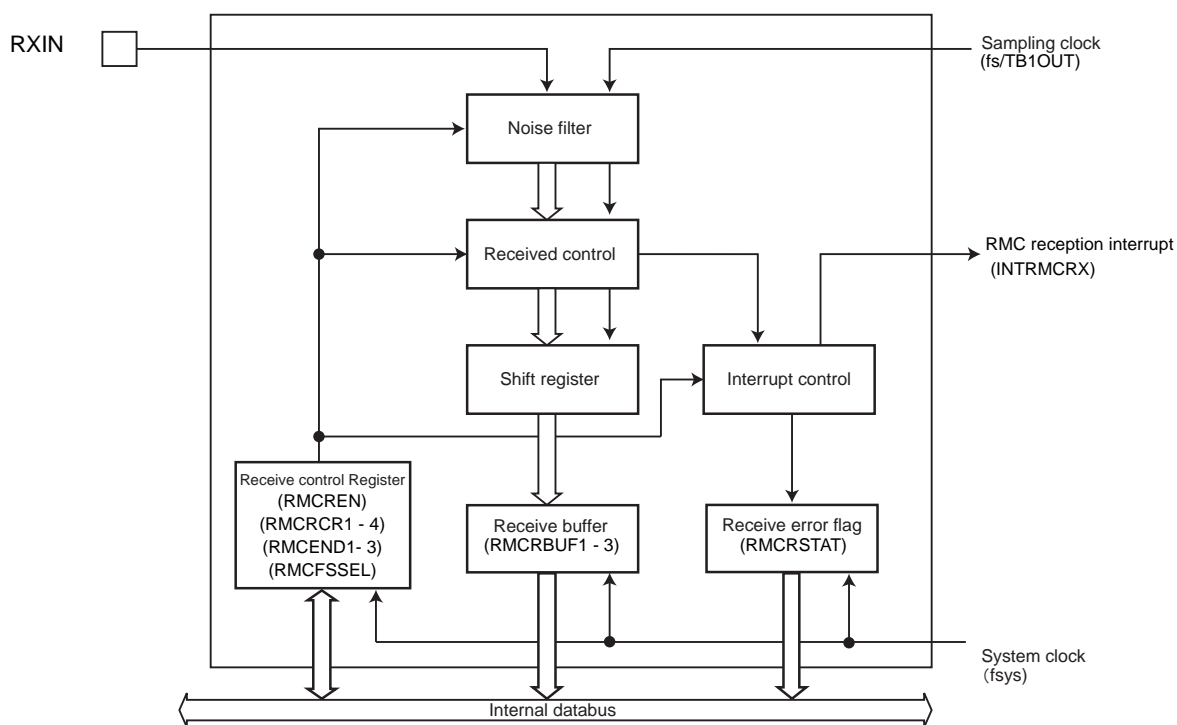 RXIN
Sampling clock
(fs/TB1OUT)
Noise filter
Received control
RMC reception interrupt
(INTRMCRX)
Shift register
Interrupt control
Receive control Register
(RMCREN)
(RMCRCR1 - 4)
(RMCEND1- 3)
(RMCFSSEL)
Receive buffer
(RMCRBUF1 - 3)
Receive error flag
(RMCRSTAT)
System clock
(fsys)
Internal databus